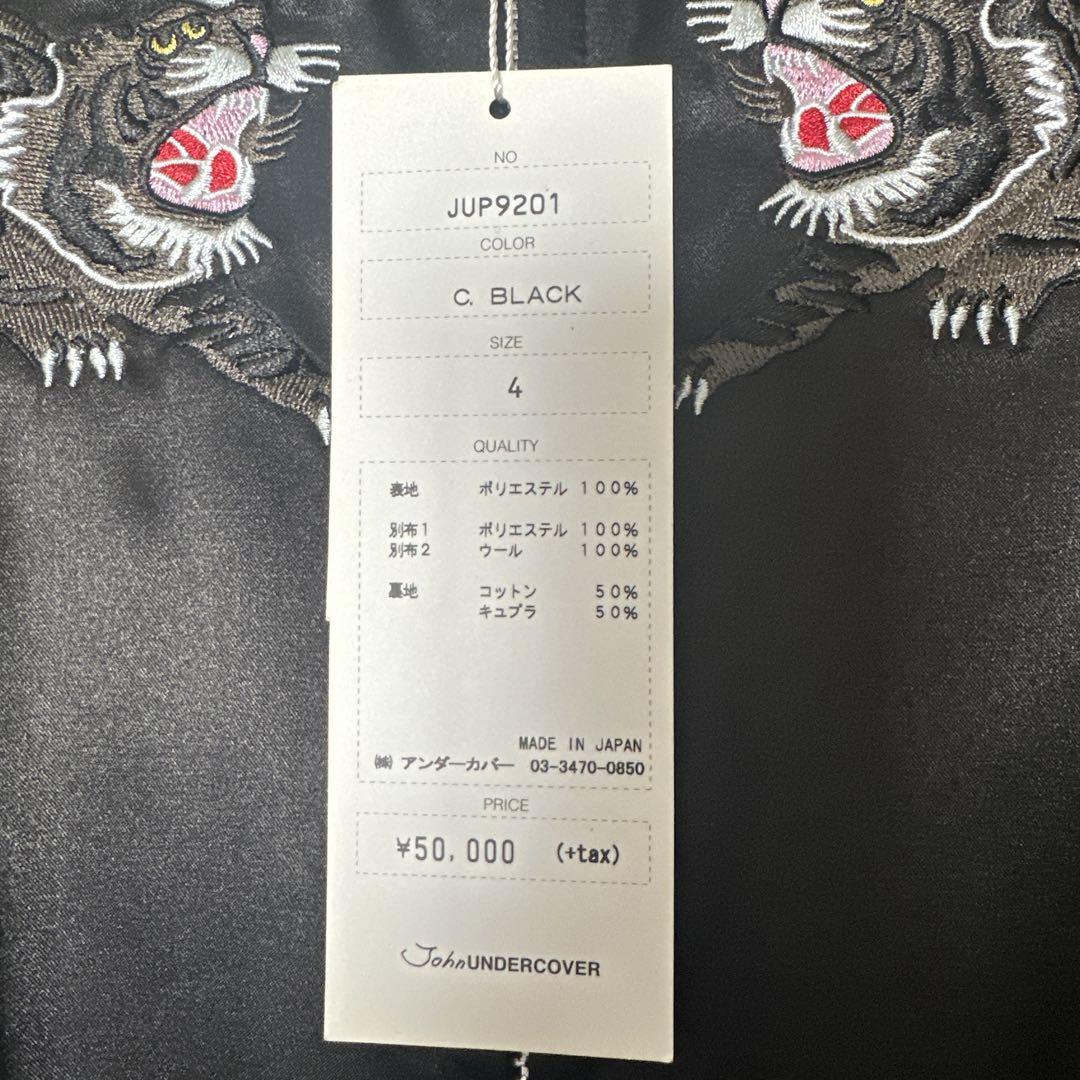 NO
JUP9201
COLOR
C. BLACK
SIZE
4
QUALITY
表地 ポリエステル 100%
別布1 ポリエステル 100%
別布2 ウール 100%
裏地 コットン 50%
キュプラ 50%
MADE IN JAPAN
㈱ アンダーカバー 03-3470-0850
PRICE
¥50,000 (+tax)
JohnUNDERCOVER